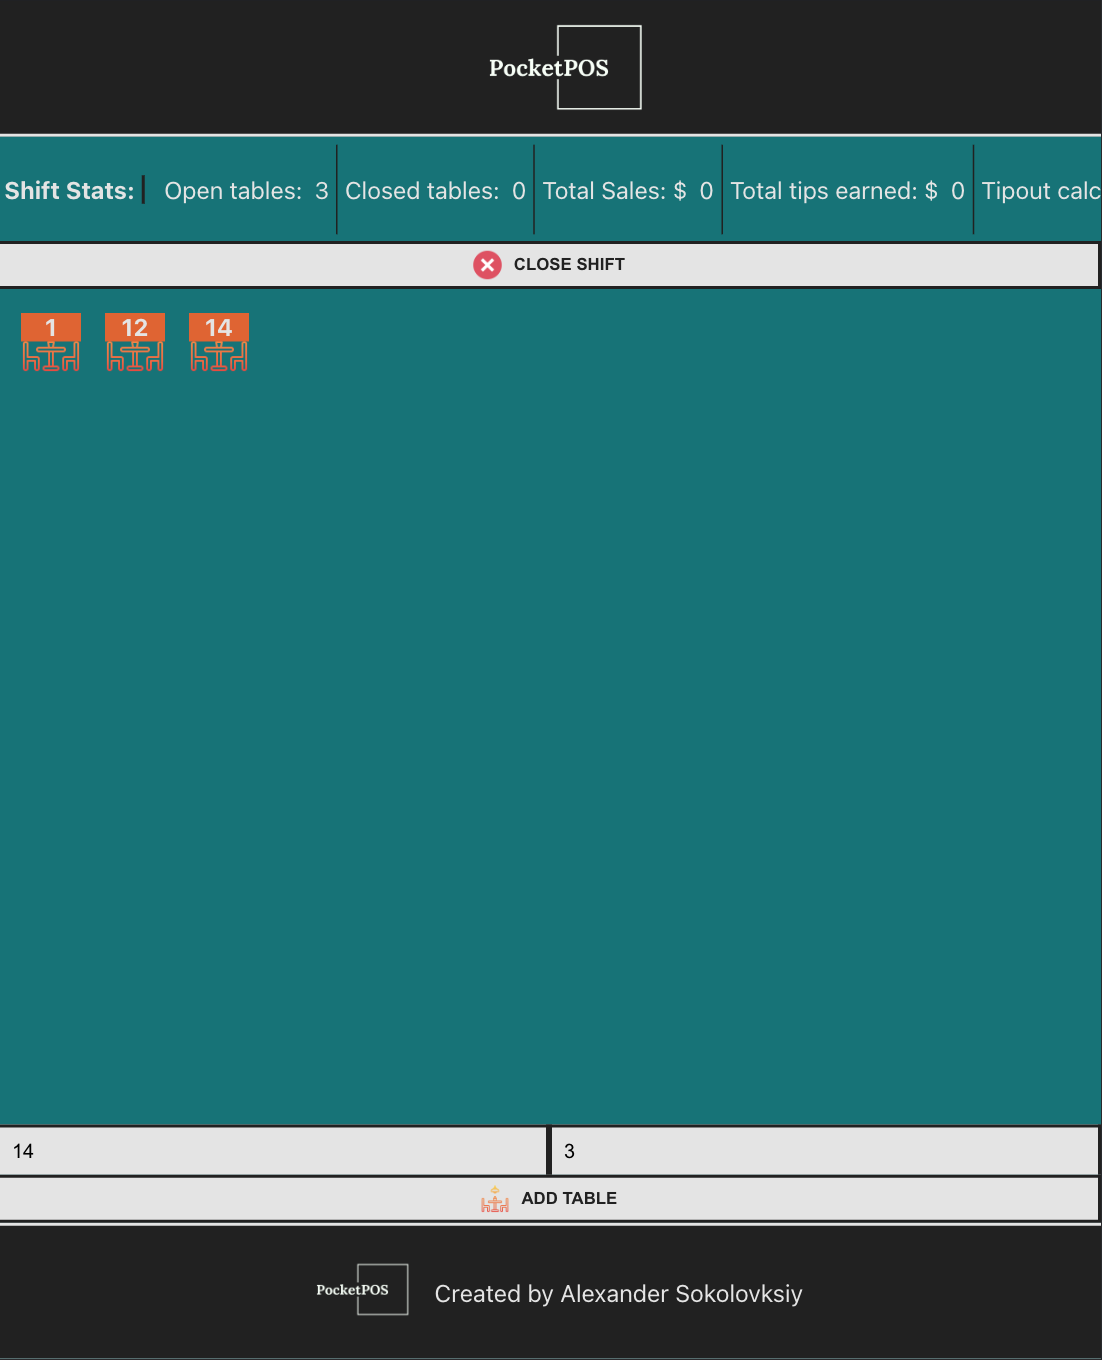 PocketPOS
Shift Stats: Open tables: 3 Closed tables: 0 Total Sales: $ 0 Total tips earned: $ 0 Tipout calc
CLOSE SHIFT
1 12 14
14 3
ADD TABLE
PocketPOS Created by Alexander Sokolovksiy